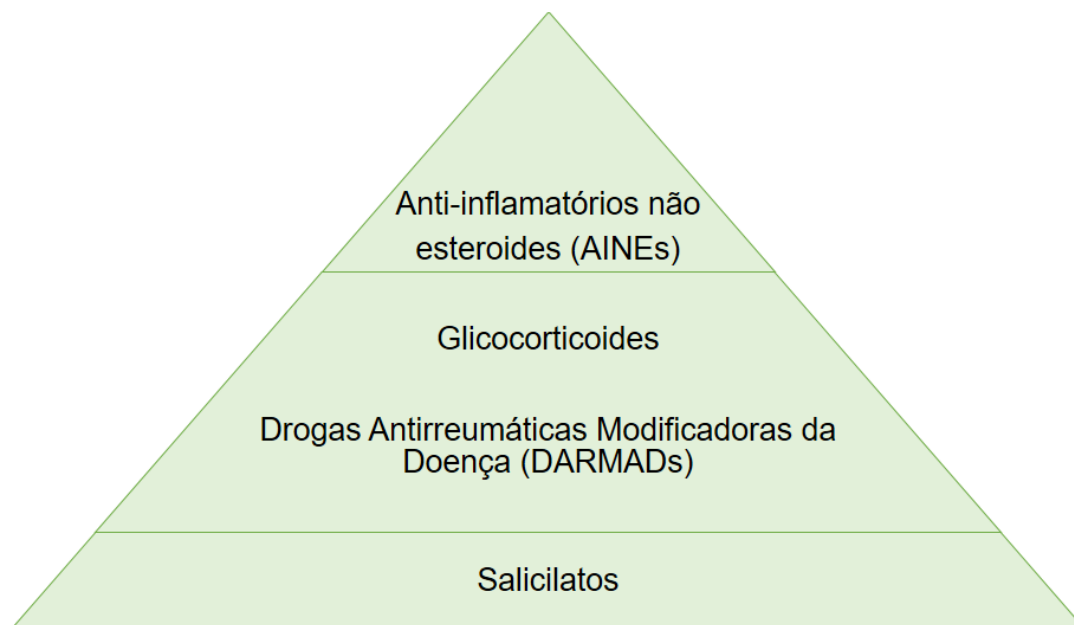 Anti-inflamatórios não
esteroides (AINEs)
Glicocorticoides
Drogas Antirreumáticas Modificadoras da
Doença (DARMADs)
Salicilatos